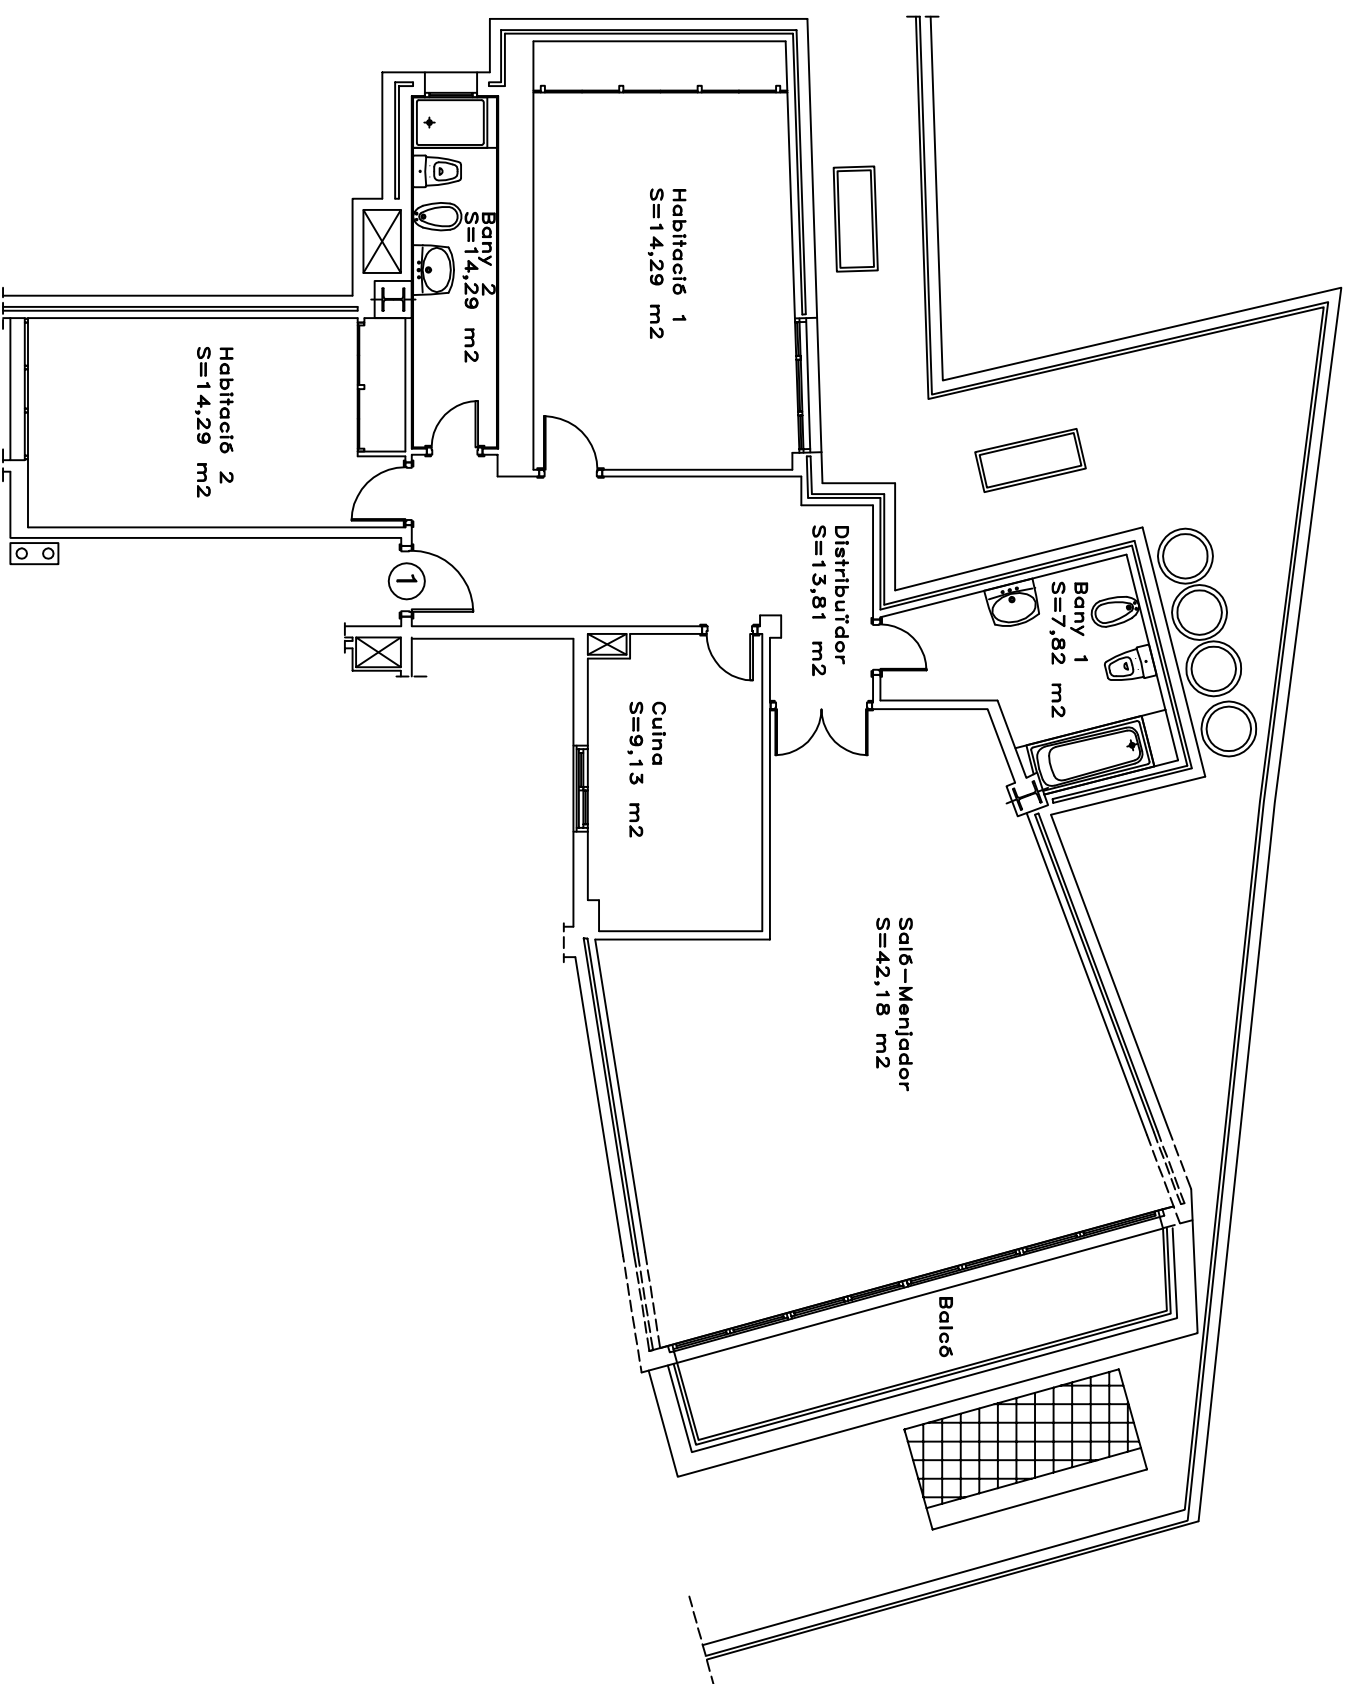 Habitació 1
S=14,29 m2
Bany 2
S=14,29 m2
Habitació 2
S=14,29 m2
Distribuïdor
S=13,81 m2
Bany 1
S=7,82 m2
1
Cuina
S=9,13 m2
Saló-Menjador
S=42,18 m2
Balcó